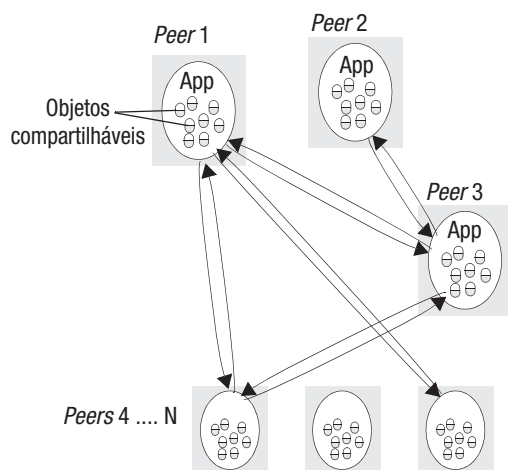 Peer 1
App
Objetos
compartilháveis
Peer 2
App
Peer 3
App
Peers 4 .... N